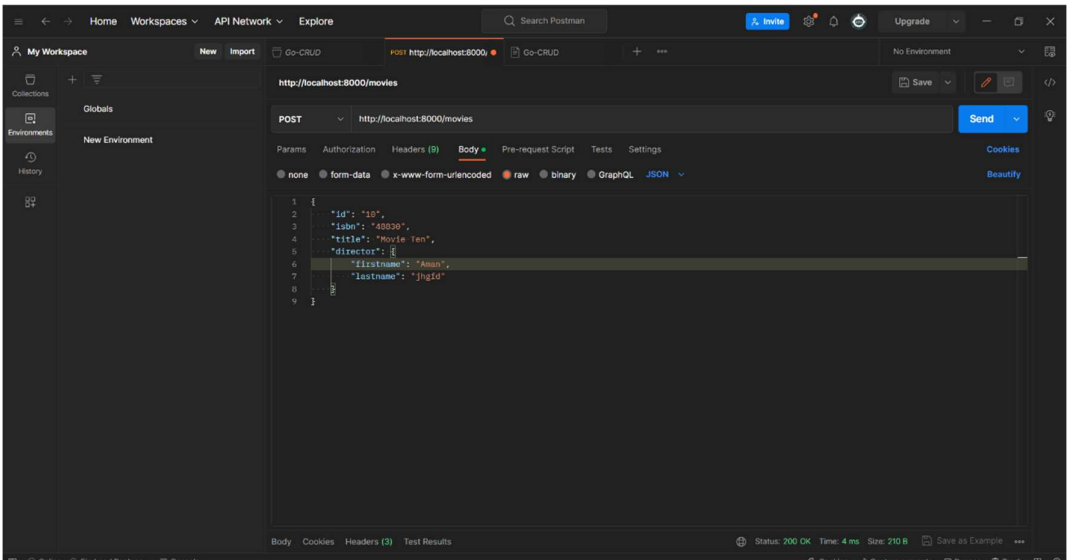 Home Workspaces API Network Explore Search Postman Invite Upgrade
My Workspace New Import Go-CRUD POST http://localhost:8000/ Go-CRUD No Environment
Collections
Environments
History
Globals
New Environment
http://localhost:8000/movies Save
POST http://localhost:8000/movies Send
Params Authorization Headers (9) Body Pre-request Script Tests Settings Cookies
none form-data x-www-form-urlencoded raw binary GraphQL JSON Beautify
1 {
2 "id": "10",
3 "isbn": "48830",
4 "title": "Movie Ten",
5 "director": {
6 "firstname": "Aman",
7 "lastname": "jhgfd"
8 }
9 }
Body Cookies Headers (3) Test Results Status: 200 OK Time: 4 ms Size: 210 B Save as Example